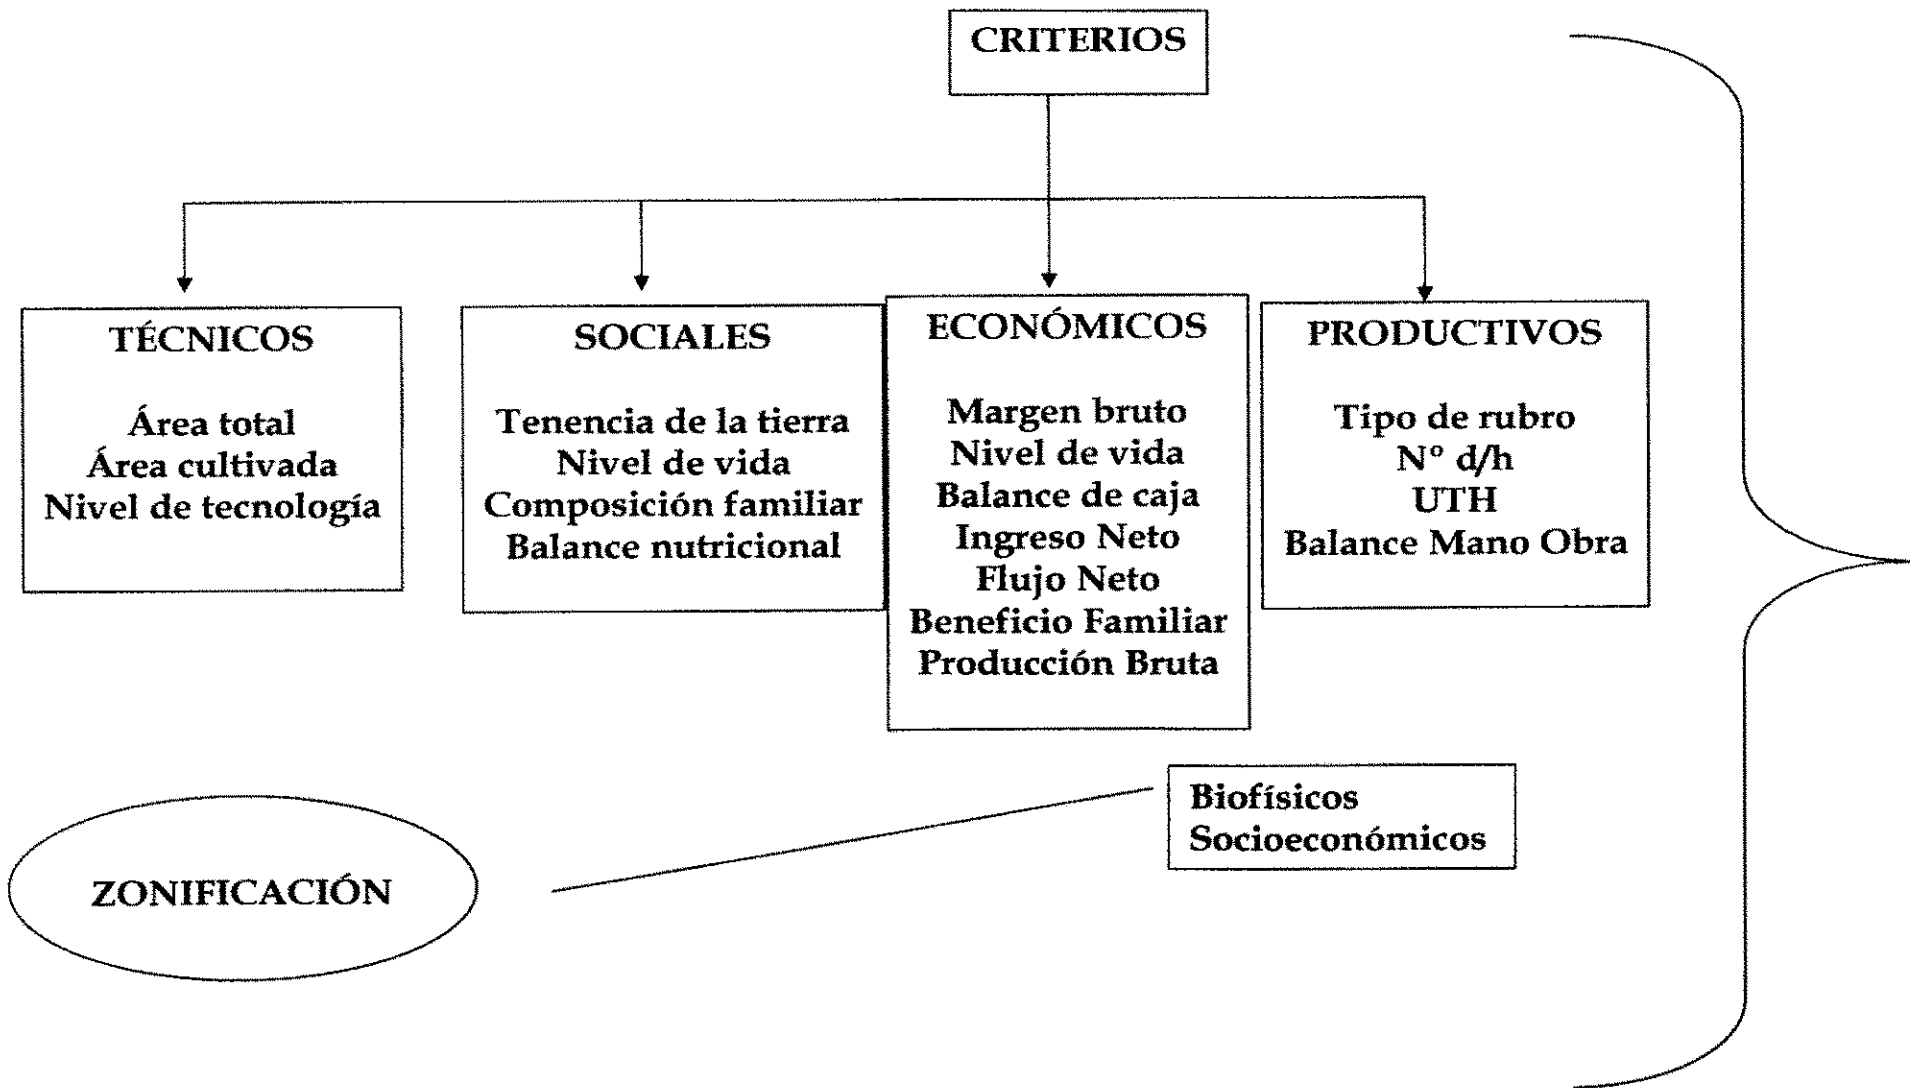 CRITERIOS
TÉCNICOS
Área total
Área cultivada
Nivel de tecnología
SOCIALES
Tenencia de la tierra
Nivel de vida
Composición familiar
Balance nutricional
ECONÓMICOS
Margen bruto
Nivel de vida
Balance de caja
Ingreso Neto
Flujo Neto
Beneficio Familiar
Producción Bruta
PRODUCTIVOS
Tipo de rubro
Nº d/h
UTH
Balance Mano Obra
Biofísicos
Socioeconómicos
ZONIFICACIÓN